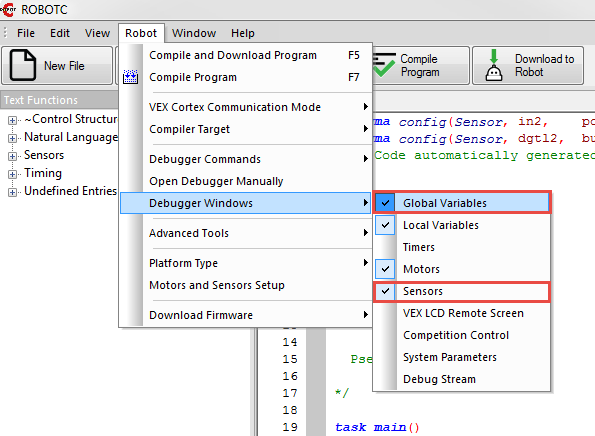 ROBOTC
File Edit View Robot Window Help
New File
Compile
Program
Download to
Robot
Text Functions
~Control Structure
Natural Language
Sensors
Timing
Undefined Entries
Compile and Download Program F5
Compile Program F7
VEX Cortex Communication Mode
Compiler Target
Debugger Commands
Open Debugger Manually
Debugger Windows
Advanced Tools
Platform Type
Motors and Sensors Setup
Download Firmware
Global Variables
Local Variables
Timers
Motors
Sensors
VEX LCD Remote Screen
Competition Control
System Parameters
Debug Stream
ma config(Sensor, in2, po
ma config(Sensor, dgtl2, bu
Code automatically generated
14
15 Pse
16
17 */
18
19 task main()